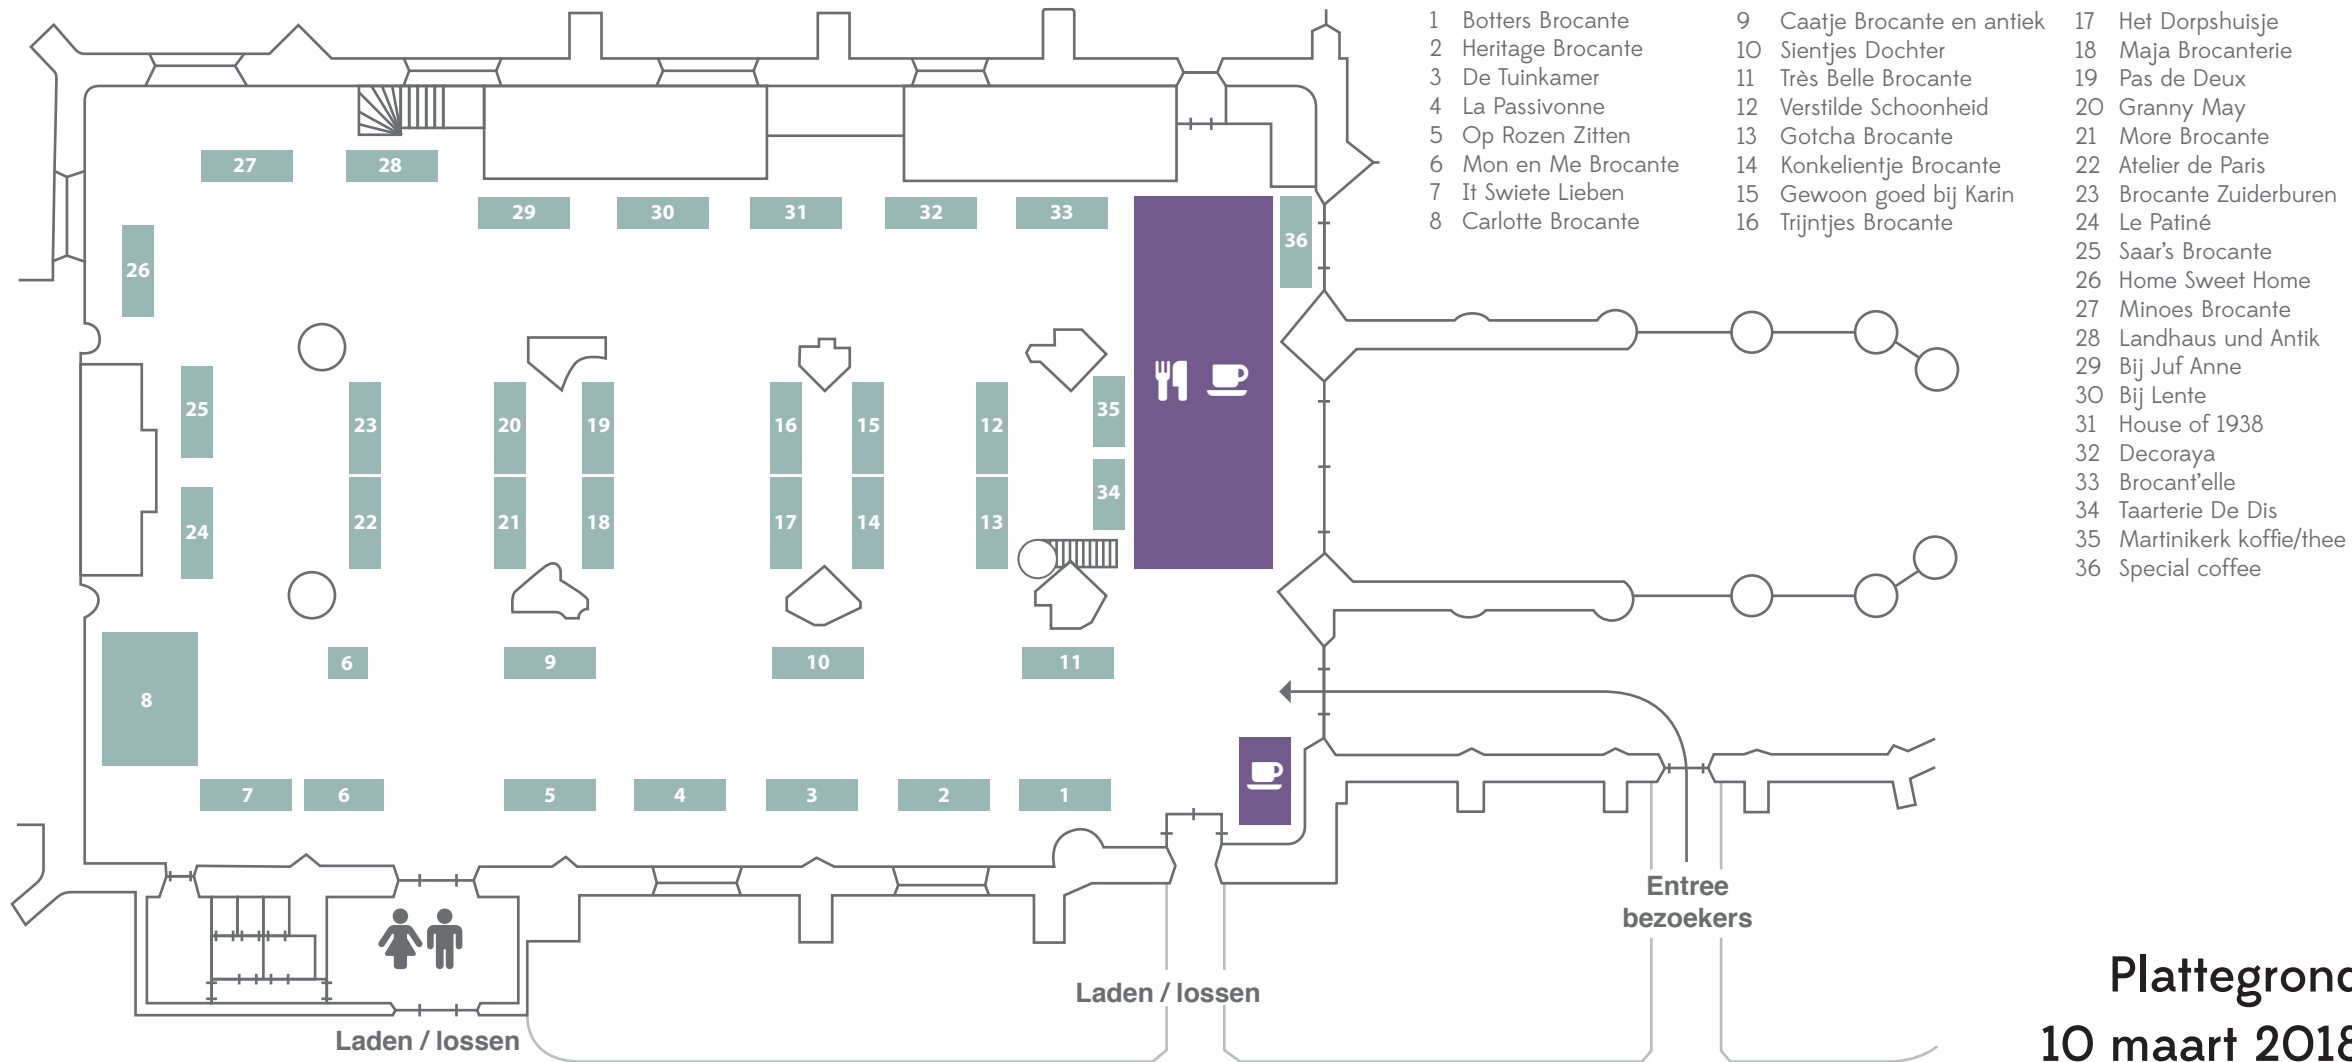 1 Botters Brocante
2 Heritage Brocante
3 De Tuinkamer
4 La Passivonne
5 Op Rozen Zitten
6 Mon en Me Brocante
7 It Swiete Lieben
8 Carlotte Brocante
9 Caatje Brocante en antiek
10 Sientjes Dochter
11 Très Belle Brocante
12 Verstilde Schoonheid
13 Gotcha Brocante
14 Konkelientje Brocante
15 Gewoon goed bij Karin
16 Trijntjes Brocante
17 Het Dorpshuisje
18 Maja Brocanterie
19 Pas de Deux
20 Granny May
21 More Brocante
22 Atelier de Paris
23 Brocante Zuiderburen
24 Le Patiné
25 Saar's Brocante
26 Home Sweet Home
27 Minoes Brocante
28 Landhaus und Antik
29 Bij Juf Anne
30 Bij Lente
31 House of 1938
32 Decoraya
33 Brocant'elle
34 Taarterie De Dis
35 Martinikerk koffie/thee
36 Special coffee
27 28
29 30 31 32 33
36
26
25 23 20 19 16 15 12 35
24 22 21 18 17 14 13 34
6 9 10 11
8
7 6 5 4 3 2 1
Entree
bezoekers
Laden / lossen
Laden / lossen
Plattegrond
10 maart 2018